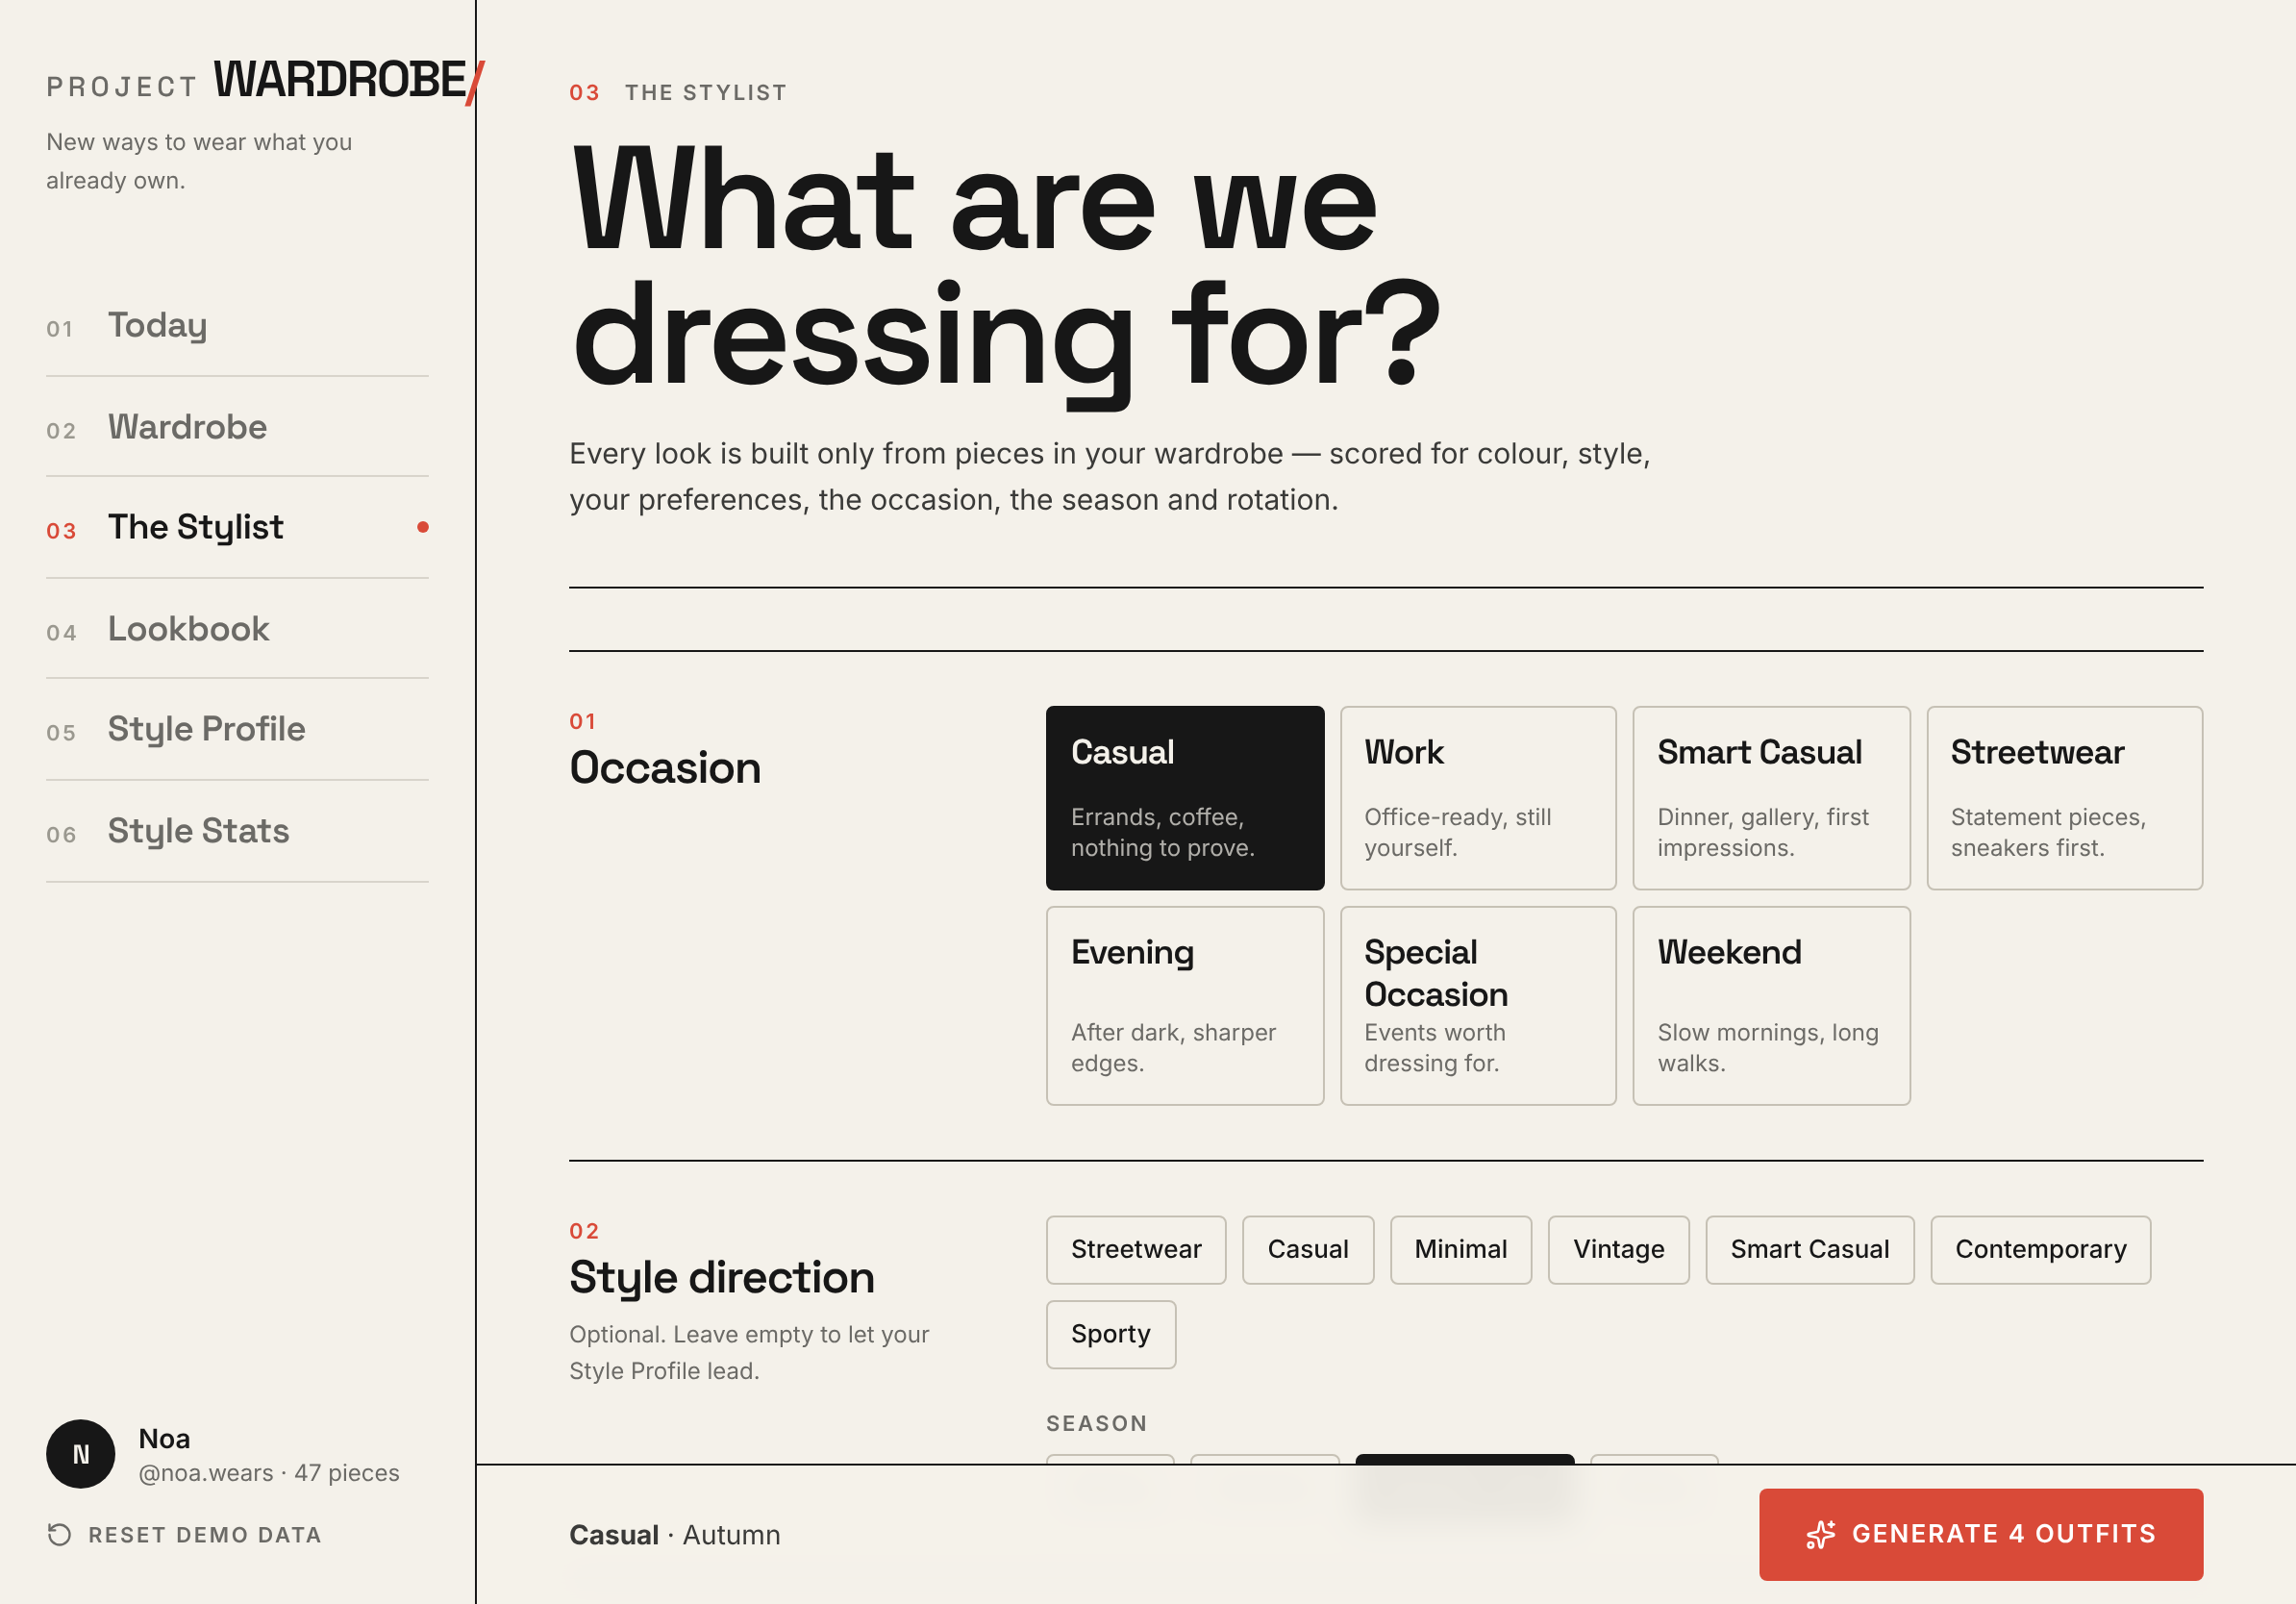 PROJECT WARDROBE/
New ways to wear what you
already own.
01 Today
02 Wardrobe
03 The Stylist
04 Lookbook
05 Style Profile
06 Style Stats
N
Noa
@noa.wears · 47 pieces
RESET DEMO DATA
03 THE STYLIST
What are we
dressing for?
Every look is built only from pieces in your wardrobe — scored for colour, style,
your preferences, the occasion, the season and rotation.
01
Occasion
Casual
Errands, coffee,
nothing to prove.
Work
Office-ready, still
yourself.
Smart Casual
Dinner, gallery, first
impressions.
Streetwear
Statement pieces,
sneakers first.
Evening
After dark, sharper
edges.
Special
Occasion
Events worth
dressing for.
Weekend
Slow mornings, long
walks.
02
Style direction
Optional. Leave empty to let your
Style Profile lead.
Streetwear
Casual
Minimal
Vintage
Smart Casual
Contemporary
Sporty
SEASON
Casual · Autumn
GENERATE 4 OUTFITS